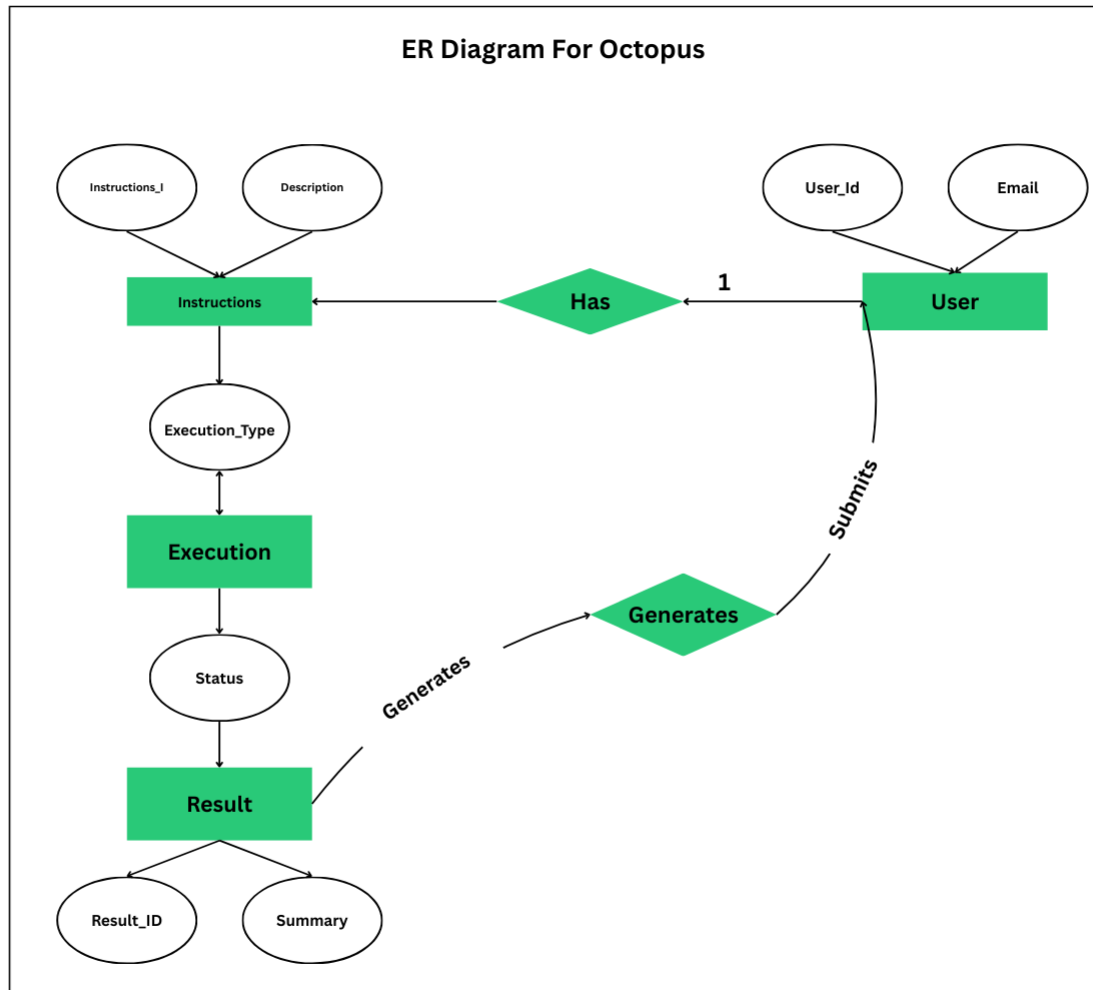 ER Diagram For Octopus
Instructions_I
Description
User_Id
Email
Instructions
Has
1
User
Execution_Type
Submits
Execution
Generates
Generates
Status
Result
Result_ID
Summary